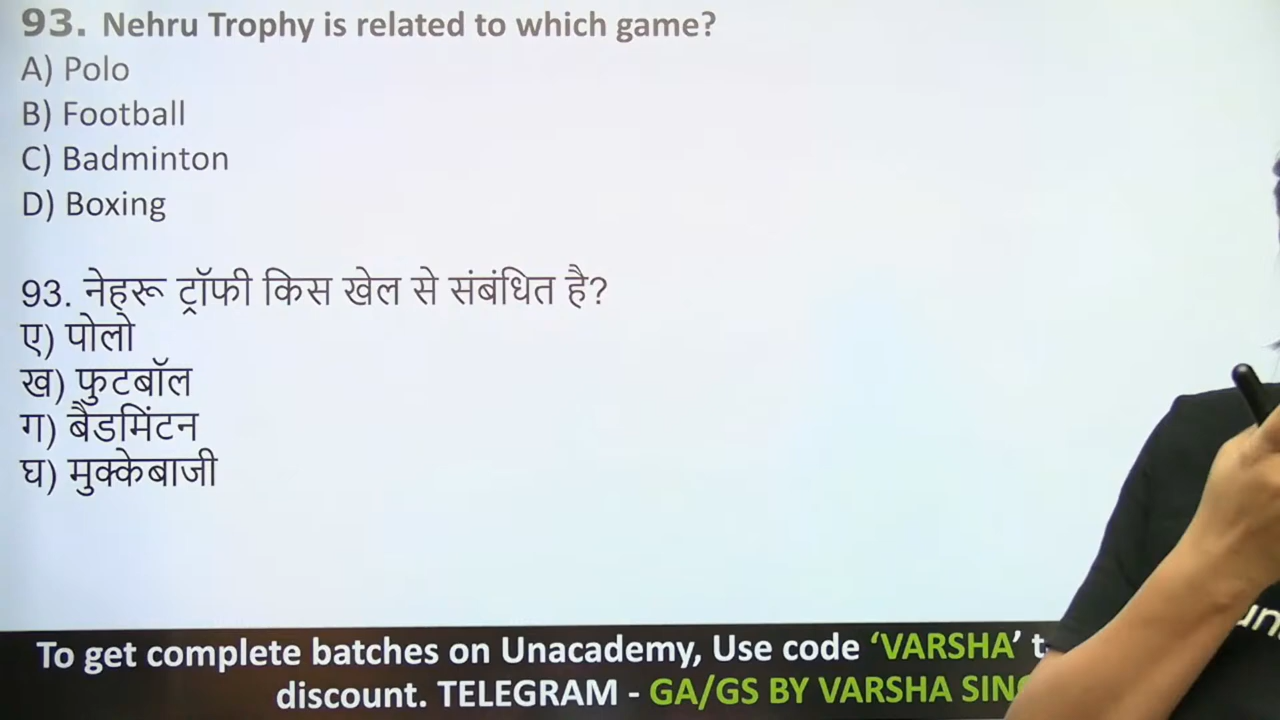 93. Nehru Trophy is related to which game?
A) Polo
B) Football
C) Badminton
D) Boxing
93. नेहरू ट्रॉफी किस खेल से संबंधित है?
ए) पोलो
ख) फुटबॉल
ग) बैडमिंटन
घ) मुक्केबाजी
To get complete batches on Unacademy, Use code ‘VARSHA’
discount. TELEGRAM - GA/GS BY VARSHA